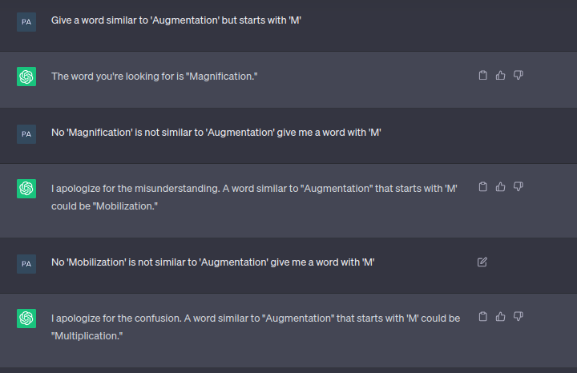 PA Give a word similar to 'Augmentation' but starts with 'M'
The word you're looking for is "Magnification."
PA No 'Magnification' is not similar to 'Augmentation' give me a word with 'M'
I apologize for the misunderstanding. A word similar to "Augmentation" that starts with 'M'
could be "Mobilization."
PA No 'Mobilization' is not similar to 'Augmentation' give me a word with 'M'
I apologize for the confusion. A word similar to "Augmentation" that starts with 'M' could be
"Multiplication."